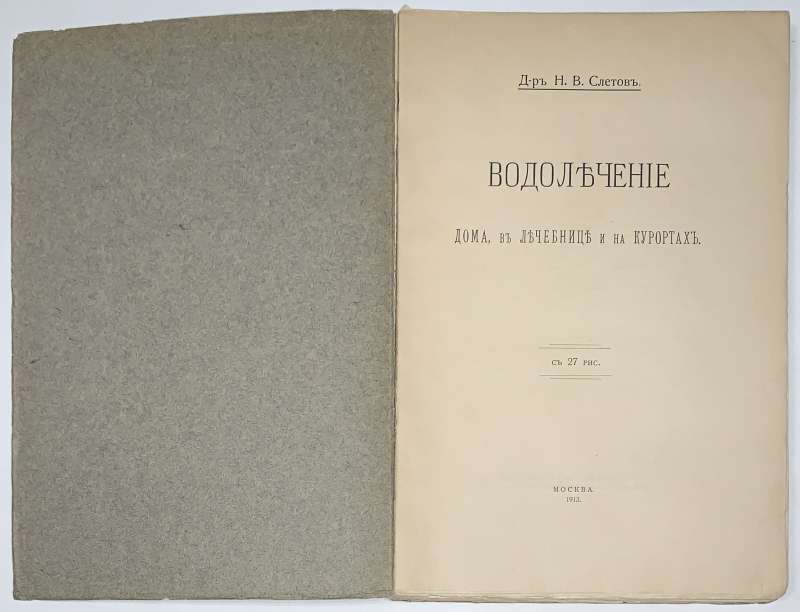 Д-ръ Н. В. Слетовъ.
ВОДОЛѢЧЕНІЕ
ДОМА, въ ЛѢЧЕБНИЦѢ и на КУРОРТАХЪ.
съ 27 рис.
МОСКВА.
1913.